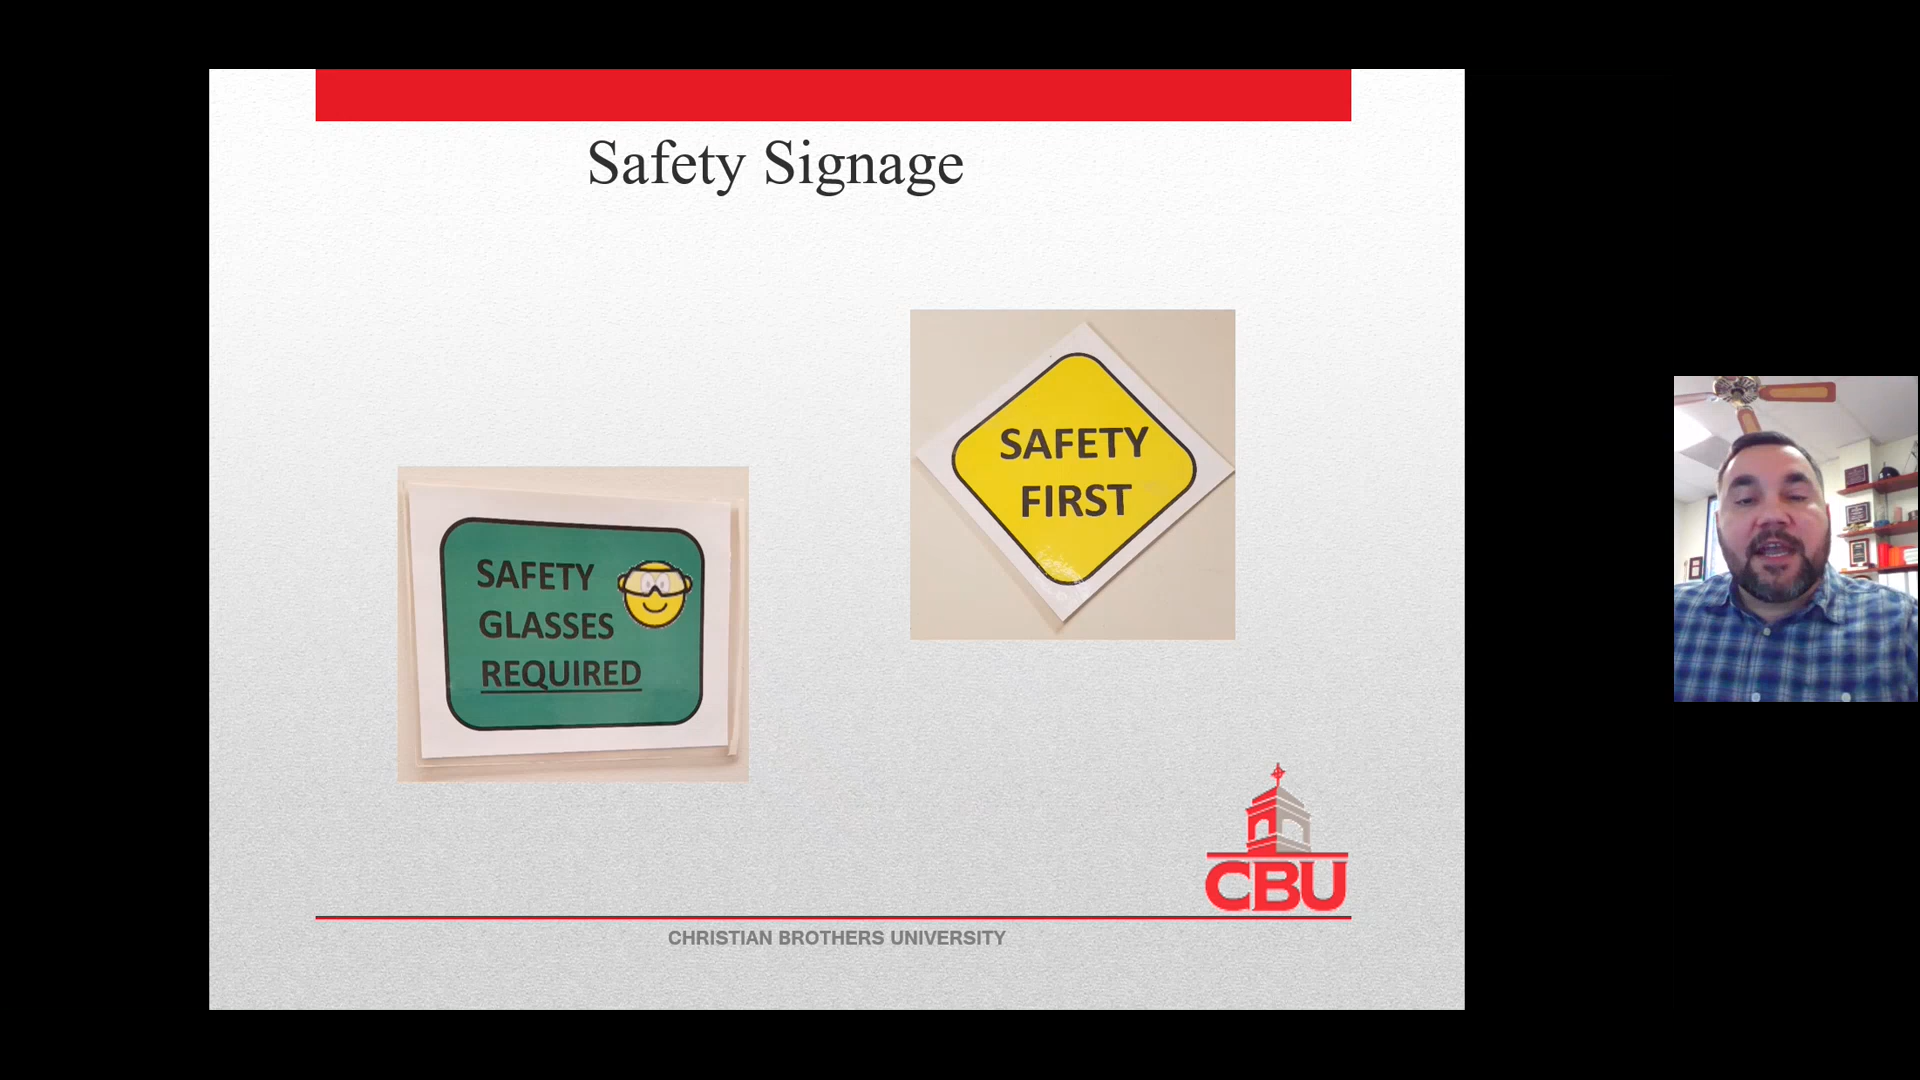 Safety Signage
SAFETY
FIRST
SAFETY
GLASSES
REQUIRED
CBU
CHRISTIAN BROTHERS UNIVERSITY